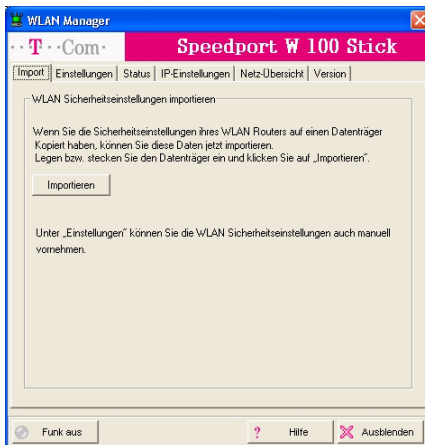 WLAN Manager
· · T · · Com ·
Speedport W 100 Stick
Import
Einstellungen
Status
IP-Einstellungen
Netz-Übersicht
Version
WLAN Sicherheitseinstellungen importieren
Wenn Sie die Sicherheitseinstellungen ihres WLAN Routers auf einen Datenträger
Kopiert haben, können Sie diese Daten jetzt importieren.
Legen bzw. stecken Sie den Datenträger ein und klicken Sie auf „Importieren“.
Importieren
Unter „Einstellungen“ können Sie die WLAN Sicherheitseinstellungen auch manuell
vornehmen.
Funk aus
? Hilfe
Ausblenden